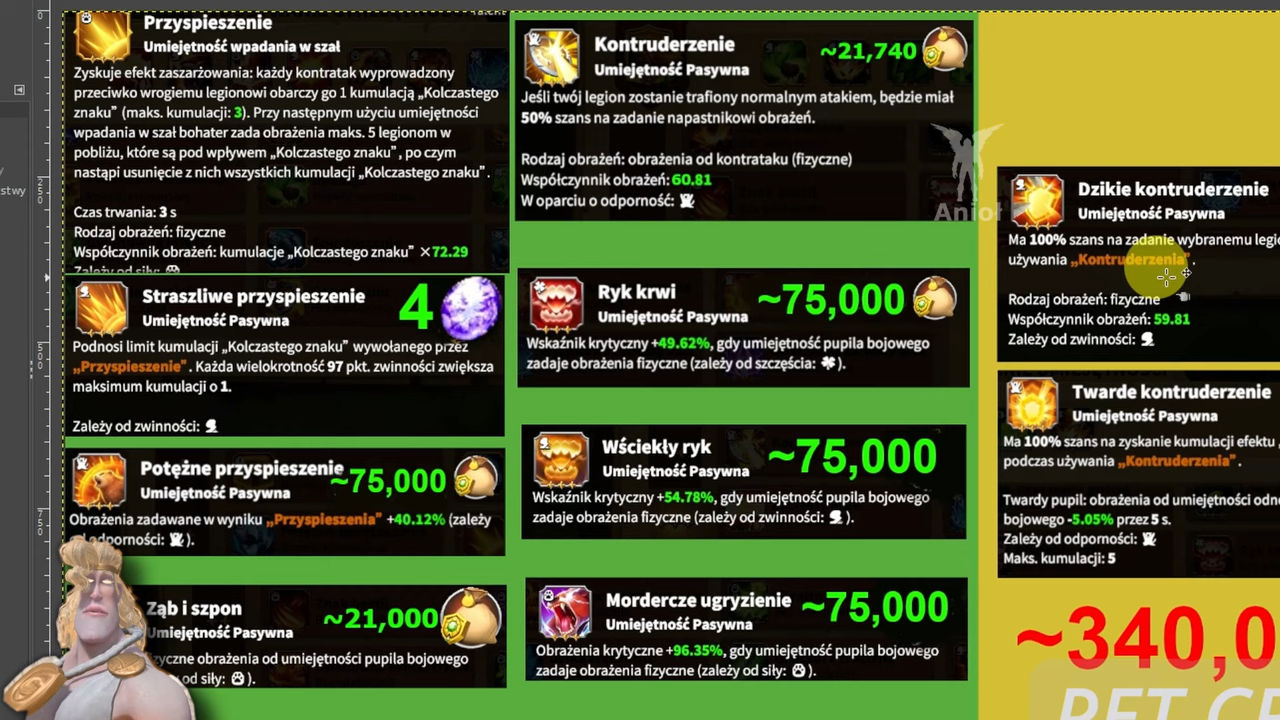 Przyspieszenie
Umiejętność wpadania w szał
Zyskuje efekt zaszarżowania: każdy kontratak wyprowadzony
przeciwko wrogiemu legionowi obarczy go 1 kumulacją „Kolczastego
znaku” (maks. kumulacji: 3). Przy następnym użyciu umiejętności
wpadania w szał bohater zada obrażenia maks. 5 legionom w
pobliżu, które są pod wpływem „Kolczastego znaku”, po czym
nastąpi usunięcie z nich wszystkich kumulacji „Kolczastego znaku”.
Czas trwania: 3 s
Rodzaj obrażeń: fizyczne
Współczynnik obrażeń: kumulacje „Kolczastego znaku” ×72.29
Zależy od siły:
stwy
Straszliwe przyspieszenie
Umiejętność Pasywna
4
Podnosi limit kumulacji „Kolczastego znaku” wywołanego przez
„Przyspieszenie”. Każda wielokrotność 97 pkt. zwinności zwiększa
maksimum kumulacji o 1.
Zależy od zwinności:
Potężne przyspieszenie
Umiejętność Pasywna
~75,000
Obrażenia zadawane w wyniku „Przyspieszenia” +40.12% (zależy
od odporności: ).
Ząb i szpon
Umiejętność Pasywna
~21,000
zyczne obrażenia od umiejętności pupila bojowego
od siły: ).
Kontruderzenie
Umiejętność Pasywna
~21,740
Jeśli twój legion zostanie trafiony normalnym atakiem, będzie miał
50% szans na zadanie napastnikowi obrażeń.
Rodzaj obrażeń: obrażenia od kontrataku (fizyczne)
Współczynnik obrażeń: 60.81
W oparciu o odporność:
Anioł
Ryk krwi
Umiejętność Pasywna
~75,000
Wskaźnik krytyczny +49.62%, gdy umiejętność pupila bojowego
zadaje obrażenia fizyczne (zależy od szczęścia: ).
Wściekły ryk
Umiejętność Pasywna
~75,000
Wskaźnik krytyczny +54.78%, gdy umiejętność pupila bojowego
zadaje obrażenia fizyczne (zależy od zwinności: ).
Mordercze ugryzienie
Umiejętność Pasywna
~75,000
Obrażenia krytyczne +96.35%, gdy umiejętność pupila bojowego
zadaje obrażenia fizyczne (zależy od siły: ).
Dzikie kontruderzenie
Umiejętność Pasywna
Ma 100% szans na zadanie wybranemu legio
używania „Kontruderzenia”.
Rodzaj obrażeń: fizyczne
Współczynnik obrażeń: 59.81
Zależy od zwinności:
Twarde kontruderzenie
Umiejętność Pasywna
Ma 100% szans na zyskanie kumulacji efektu
podczas używania „Kontruderzenia”.
Twardy pupil: obrażenia od umiejętności odno
bojowego -5.05% przez 5 s.
Zależy od odporności:
Maks. kumulacji: 5
~340,0